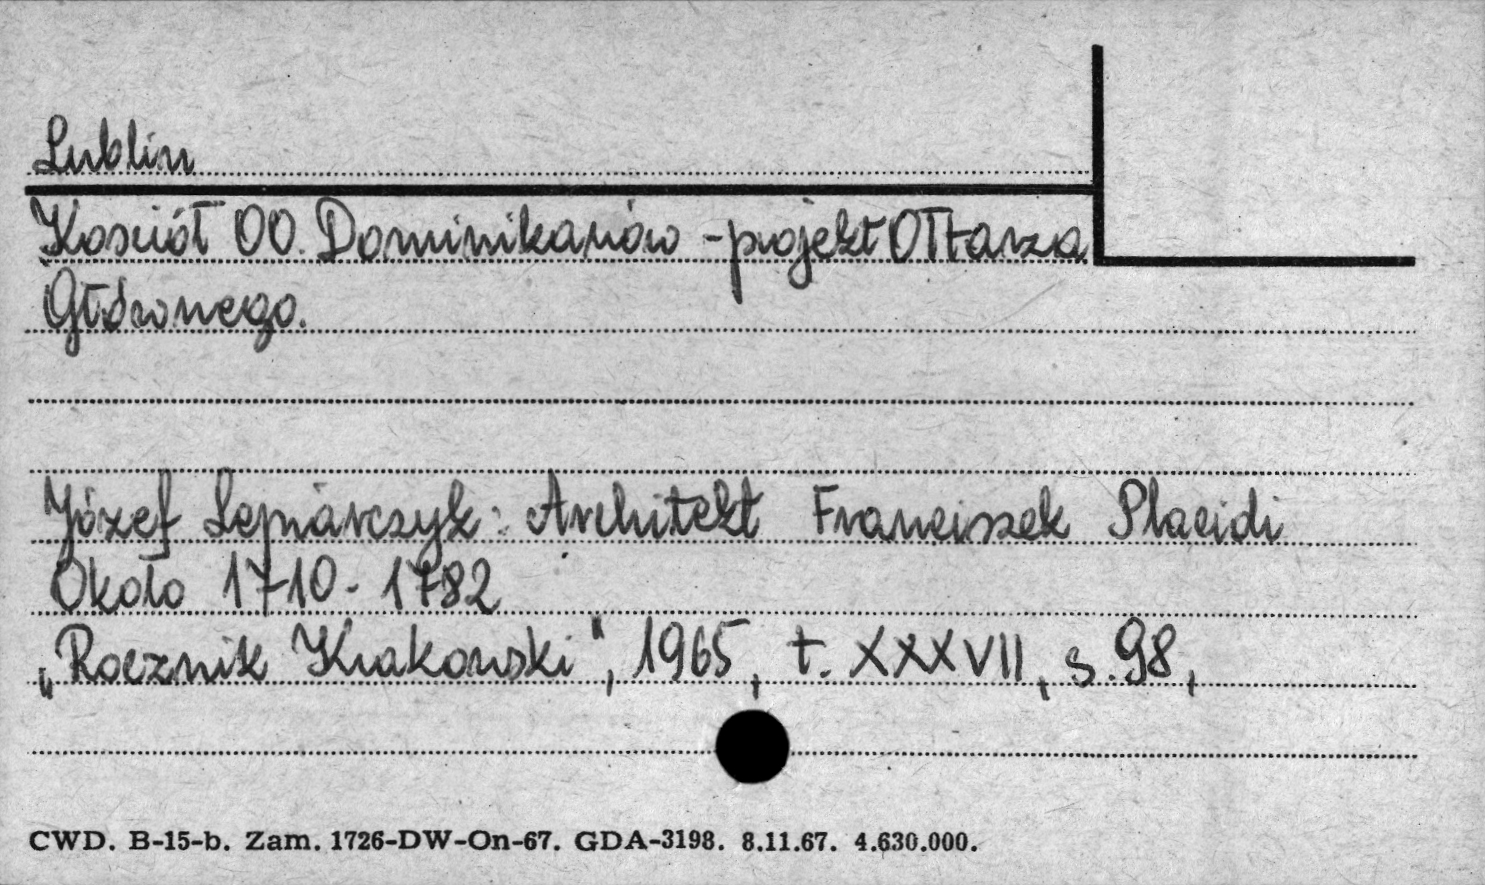 Lublin
Kościół OO. Dominikanów - projekt Ołtarza
Głównego.
Józef Lepiarczyk: Architekt Franciszek Placidi
Około 1710 - 1782
„Rocznik Krakowski", 1965, t. XXXVII, s. 98,
CWD. B-15-b. Zam. 1726-DW-On-67. GDA-3198. 8.11.67. 4.630.000.